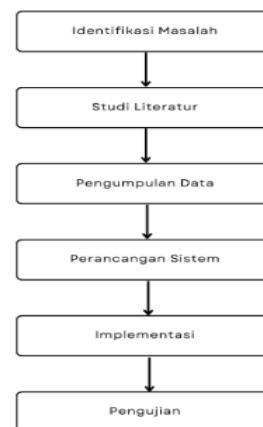 Identifikasi Masalah
Studi Literatur
Pengumpulan Data
Perancangan Sistem
Implementasi
Pengujian